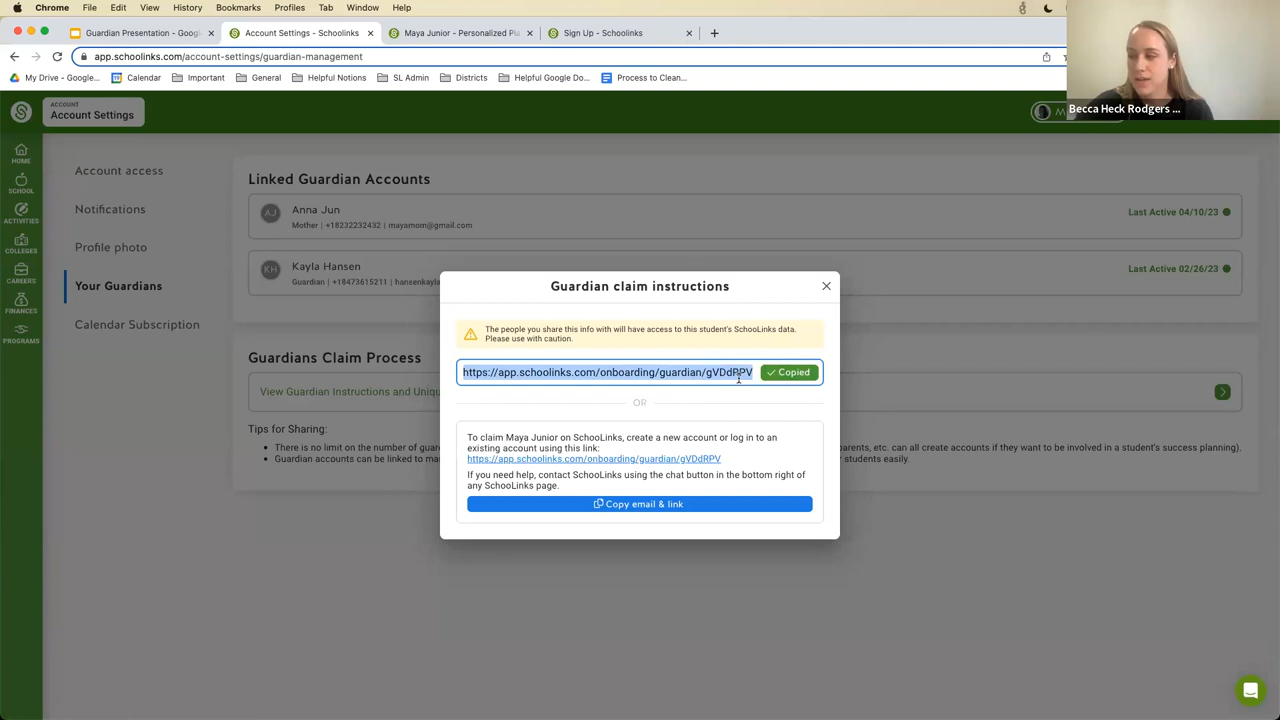 Chrome File Edit View History Bookmarks Profiles Tab Window Help
Guardian Presentation - Google
Account Settings - Schoolinks
Maya Junior - Personalized Pl
Sign Up - Schoolinks
app.schoolinks.com/account-settings/guardian-management
My Drive - Google... Calendar Important General Helpful Notions SL Admin Districts Helpful Google Do... Process to Clean...
Becca Heck Rodgers ...
ACCOUNT
Account Settings
M
HOME
SCHOOL
ACTIVITIES
COLLEGES
CAREERS
FINANCES
PROGRAMS
Account access
Notifications
Profile photo
Your Guardians
Calendar Subscription
Linked Guardian Accounts
AJ
Anna Jun
Mother | +18232232432 | mayamom@gmail.com
Last Active 04/10/23
KH
Kayla Hansen
Guardian | +18473615211 | hansenkayla
Last Active 02/26/23
Guardians Claim Process
View Guardian Instructions and Uniqu
Tips for Sharing:
There is no limit on the number of guar
arents, etc. can all create accounts if they want to be involved in a student's success planning).
Guardian accounts can be linked to ma
r students easily.
Guardian claim instructions
The people you share this info with will have access to this student's SchooLinks data.
Please use with caution.
https://app.schoolinks.com/onboarding/guardian/gVDdRPV
Copied
OR
To claim Maya Junior on SchooLinks, create a new account or log in to an
existing account using this link:
https://app.schoolinks.com/onboarding/guardian/gVDdRPV
If you need help, contact SchooLinks using the chat button in the bottom right of
any SchooLinks page.
Copy email & link